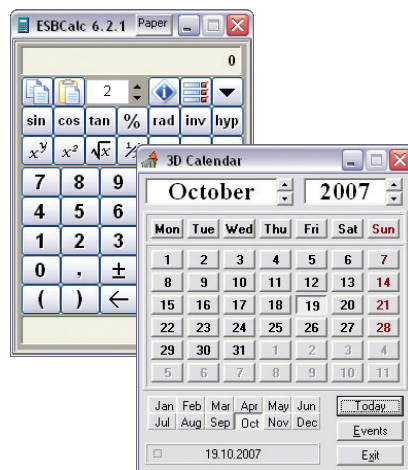 ESBCalc 6.2.1 Paper
0
2
sin cos tan % rad inv hyp
xʸ x² √x ½
7 8 9
4 5 6
1 2 3
0 , ±
( ) ←
3D Calendar
October 2007
Mon Tue Wed Thu Fri Sat Sun
1 2 3 4 5 6 7
8 9 10 11 12 13 14
15 16 17 18 19 20 21
22 23 24 25 26 27 28
29 30 31 1 2 3 4
5 6 7 8 9 10 11
Jan Feb Mar Apr May Jun
Jul Aug Sep Oct Nov Dec
Today
Events
19.10.2007
Exit